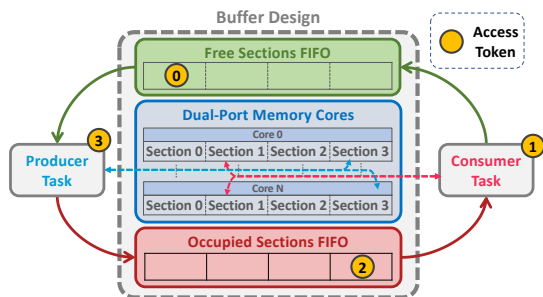 Buffer Design
Access
Token
Free Sections FIFO
0
Dual-Port Memory Cores
Core 0
Section 0 Section 1 Section 2 Section 3
3
Producer
Task
1
Consumer
Task
Core N
Section 0 Section 1 Section 2 Section 3
Occupied Sections FIFO
2